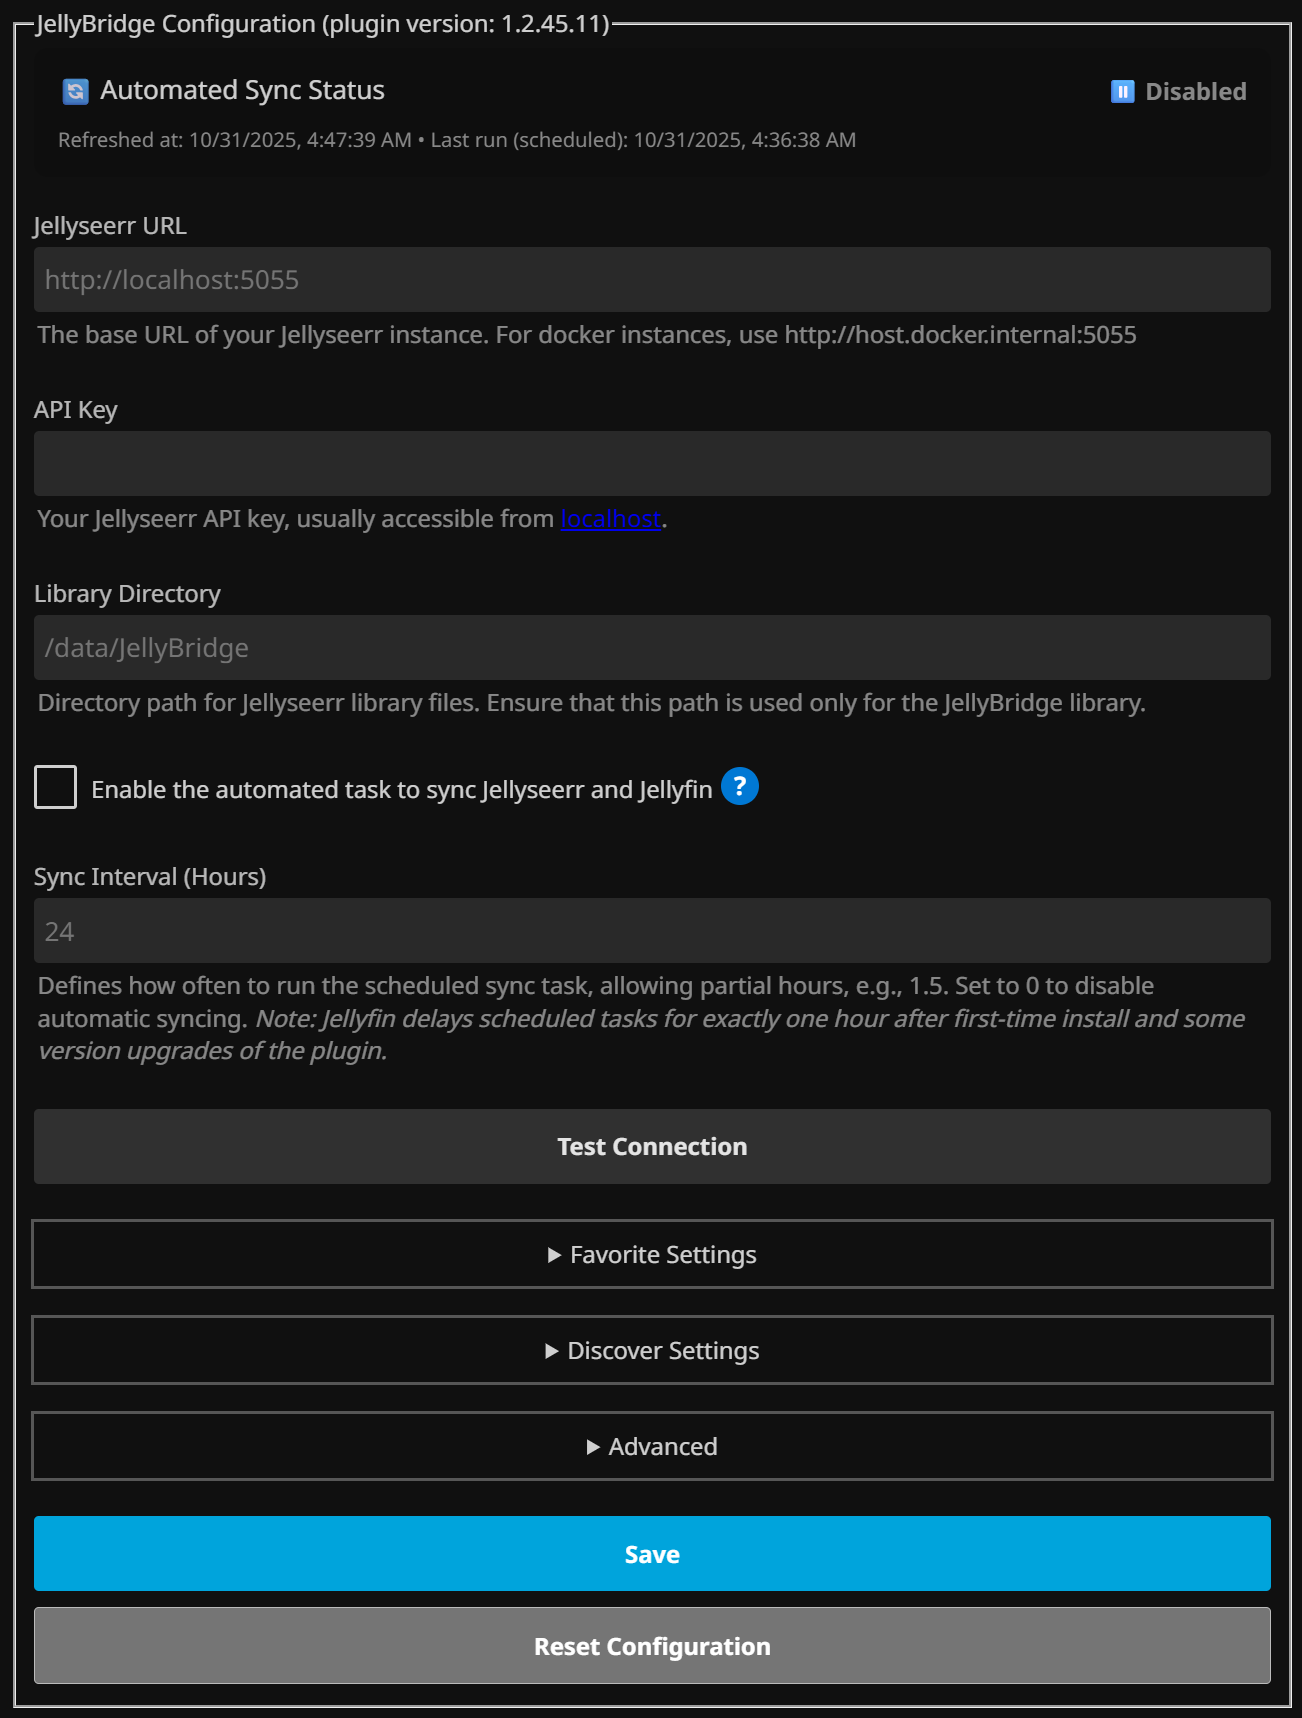 JellyBridge Configuration (plugin version: 1.2.45.11)
Automated Sync Status
Disabled
Refreshed at: 10/31/2025, 4:47:39 AM • Last run (scheduled): 10/31/2025, 4:36:38 AM
Jellyseerr URL
http://localhost:5055
The base URL of your Jellyseerr instance. For docker instances, use http://host.docker.internal:5055
API Key
Your Jellyseerr API key, usually accessible from localhost.
Library Directory
/data/JellyBridge
Directory path for Jellyseerr library files. Ensure that this path is used only for the JellyBridge library.
Enable the automated task to sync Jellyseerr and Jellyfin ?
Sync Interval (Hours)
24
Defines how often to run the scheduled sync task, allowing partial hours, e.g., 1.5. Set to 0 to disable
automatic syncing. Note: Jellyfin delays scheduled tasks for exactly one hour after first-time install and some
version upgrades of the plugin.
Test Connection
▶ Favorite Settings
▶ Discover Settings
▶ Advanced
Save
Reset Configuration